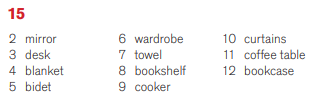 15
2 mirror
3 desk
4 blanket
5 bidet
6 wardrobe
7 towel
8 bookshelf
9 cooker
10 curtains
11 coffee table
12 bookcase